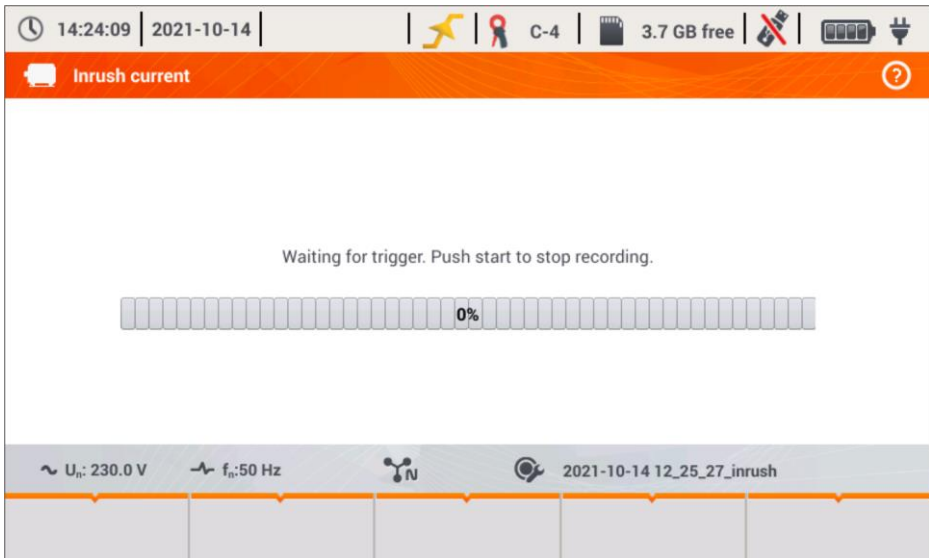 14:24:09 2021-10-14 C-4 3.7 GB free
Inrush current ?
Waiting for trigger. Push start to stop recording.
0%
Uₙ: 230.0 V fₙ:50 Hz N 2021-10-14 12_25_27_inrush